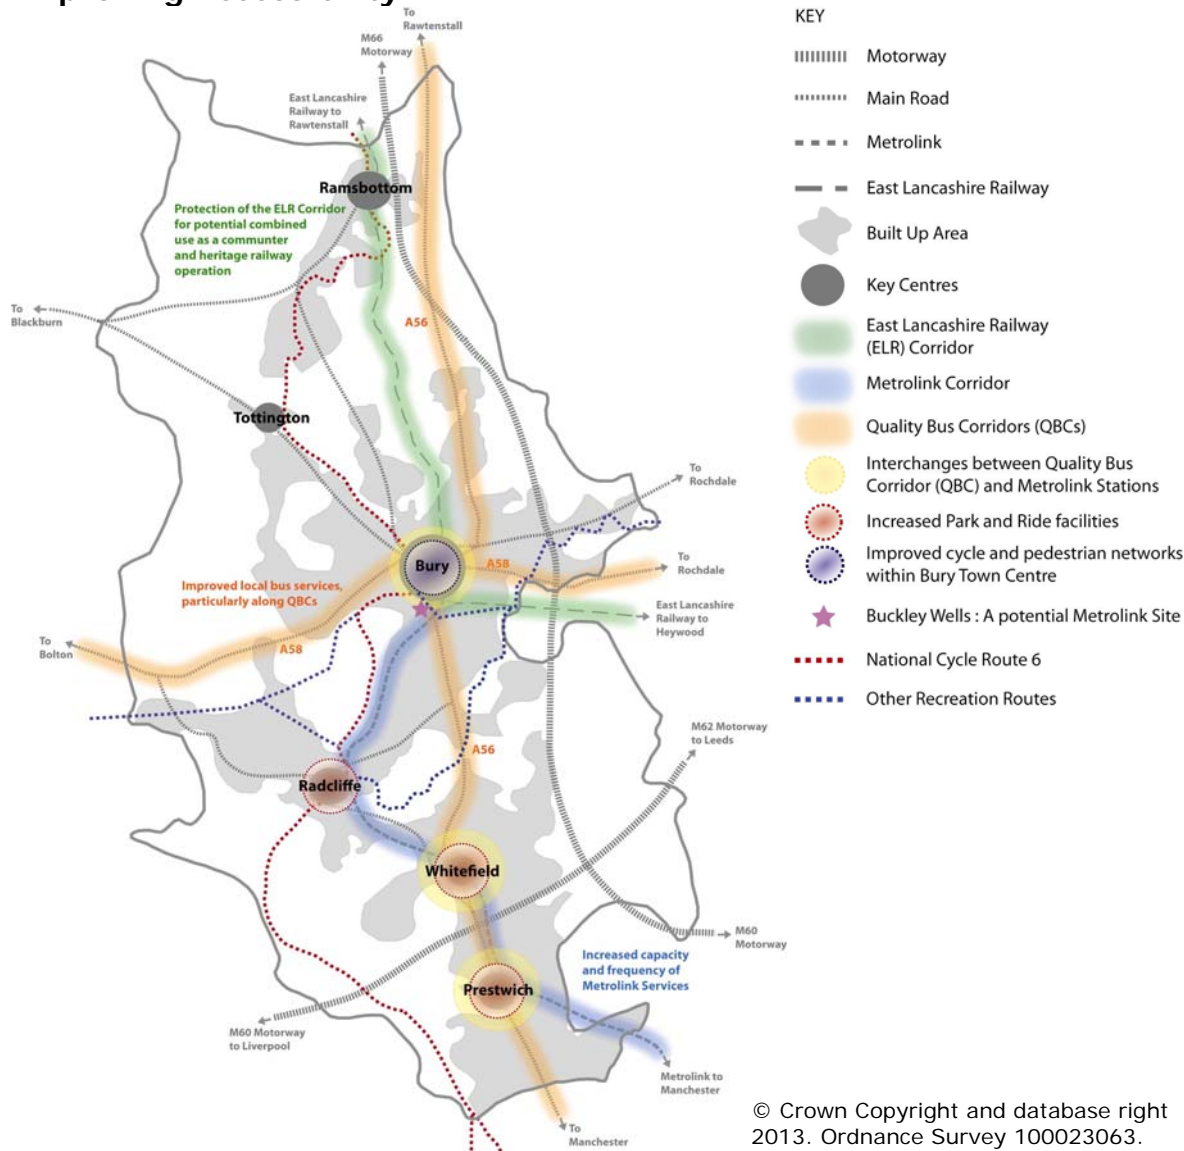 To
Rawtenstall
M66
Motorway
East Lancashire
Railway to
Rawtenstall
Ramsbottom
Protection of the ELR Corridor
for potential combined
use as a communter
and heritage railway
operation
To
Blackburn
A56
Tottington
To
Rochdale
Bury
A58
To
Rochdale
Improved local bus services,
particularly along QBCs
East Lancashire
Railway to
Heywood
To
Bolton
A58
M62 Motorway
to Leeds
A56
Radcliffe
Whitefield
M60
Motorway
Increased capacity
and frequency of
Metrolink Services
Prestwich
M60 Motorway
to Liverpool
Metrolink to
Manchester
To
Manchester
KEY
Motorway
Main Road
Metrolink
East Lancashire Railway
Built Up Area
Key Centres
East Lancashire Railway
(ELR) Corridor
Metrolink Corridor
Quality Bus Corridors (QBCs)
Interchanges between Quality Bus
Corridor (QBC) and Metrolink Stations
Increased Park and Ride facilities
Improved cycle and pedestrian networks
within Bury Town Centre
Buckley Wells : A potential Metrolink Site
National Cycle Route 6
Other Recreation Routes
© Crown Copyright and database right
2013. Ordnance Survey 100023063.